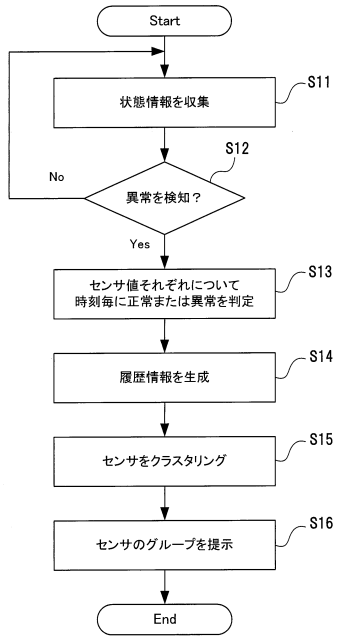 Start
状態情報を収集
S11
異常を検知？
S12
No
Yes
センサ値それぞれについて
時刻毎に正常または異常を判定
S13
履歴情報を生成
S14
センサをクラスタリング
S15
センサのグループを提示
S16
End